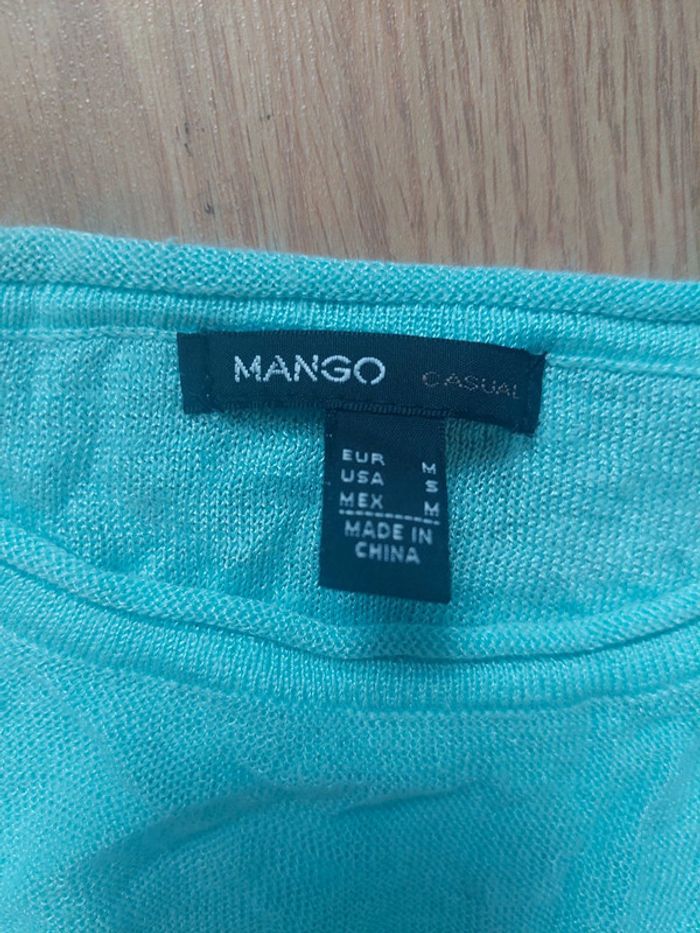 MANGO CASUAL
EUR M
USA S
MEX M
MADE IN
CHINA